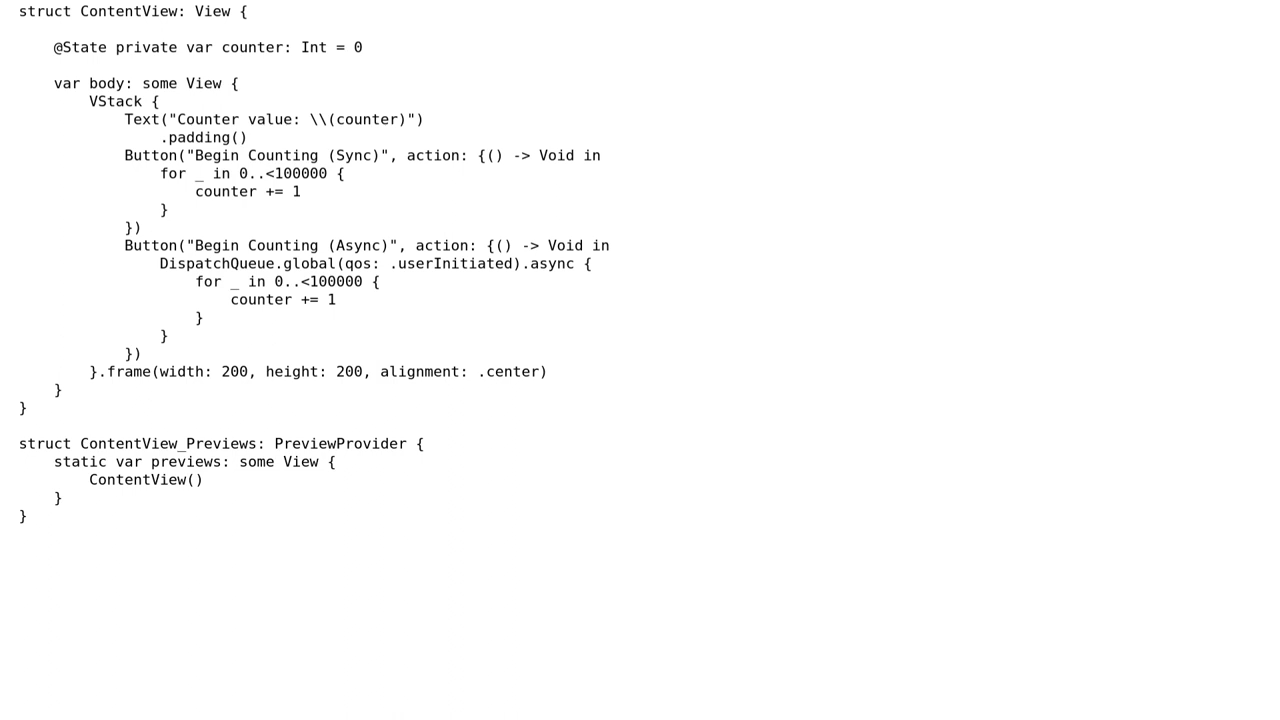 struct ContentView: View {
    @State private var counter: Int = 0
    var body: some View {
        VStack {
            Text("Counter value: \\(counter)")
                .padding()
            Button("Begin Counting (Sync)", action: {() -> Void in
                for _ in 0..<100000 {
                    counter += 1
                }
            })
            Button("Begin Counting (Async)", action: {() -> Void in
                DispatchQueue.global(qos: .userInitiated).async {
                    for _ in 0..<100000 {
                        counter += 1
                    }
                }
            })
        }.frame(width: 200, height: 200, alignment: .center)
    }
}
struct ContentView_Previews: PreviewProvider {
    static var previews: some View {
        ContentView()
    }
}